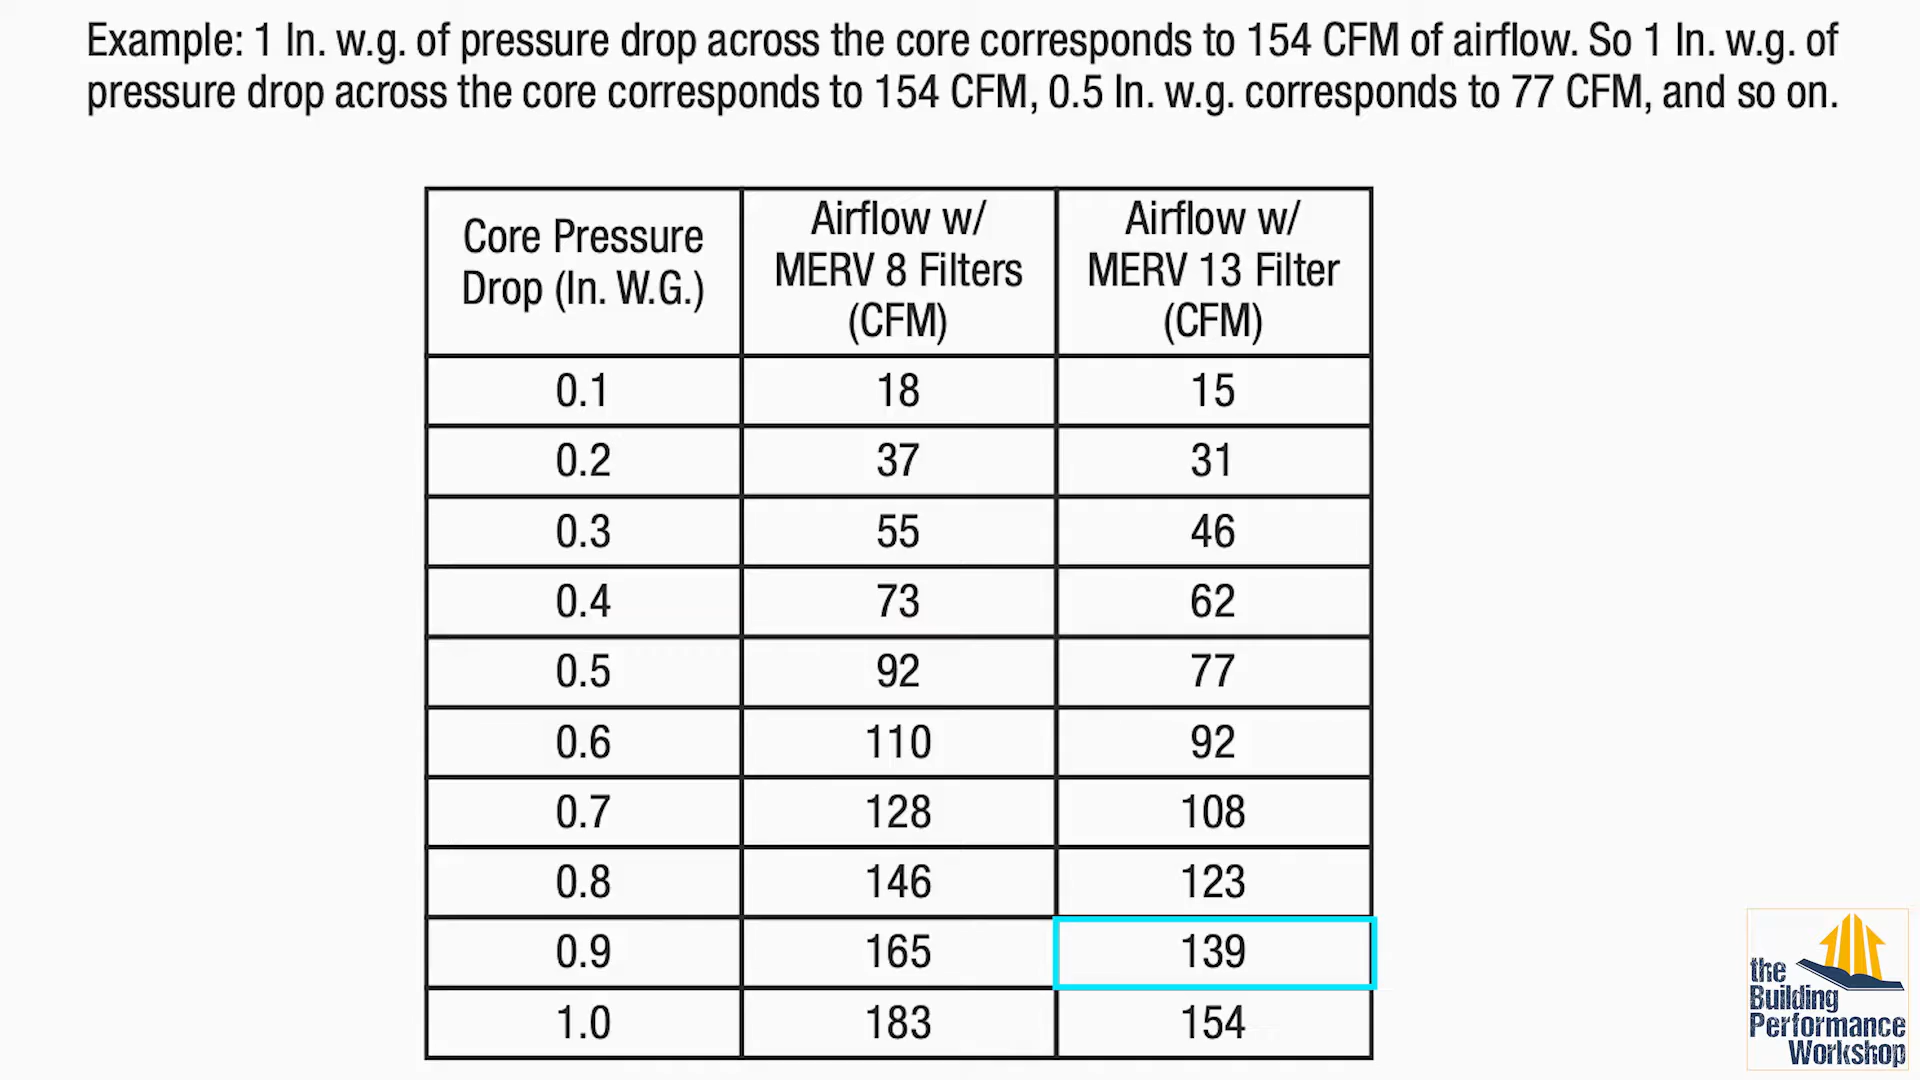 Example: 1 In. w.g. of pressure drop across the core corresponds to 154 CFM of airflow. So 1 In. w.g. of
pressure drop across the core corresponds to 154 CFM, 0.5 In. w.g. corresponds to 77 CFM, and so on.
Core Pressure
Drop (In. W.G.)
Airflow w/
MERV 8 Filters
(CFM)
Airflow w/
MERV 13 Filter
(CFM)
0.1 18 15
0.2 37 31
0.3 55 46
0.4 73 62
0.5 92 77
0.6 110 92
0.7 128 108
0.8 146 123
0.9 165 139
1.0 183 154
the
Building
Performance
Workshop